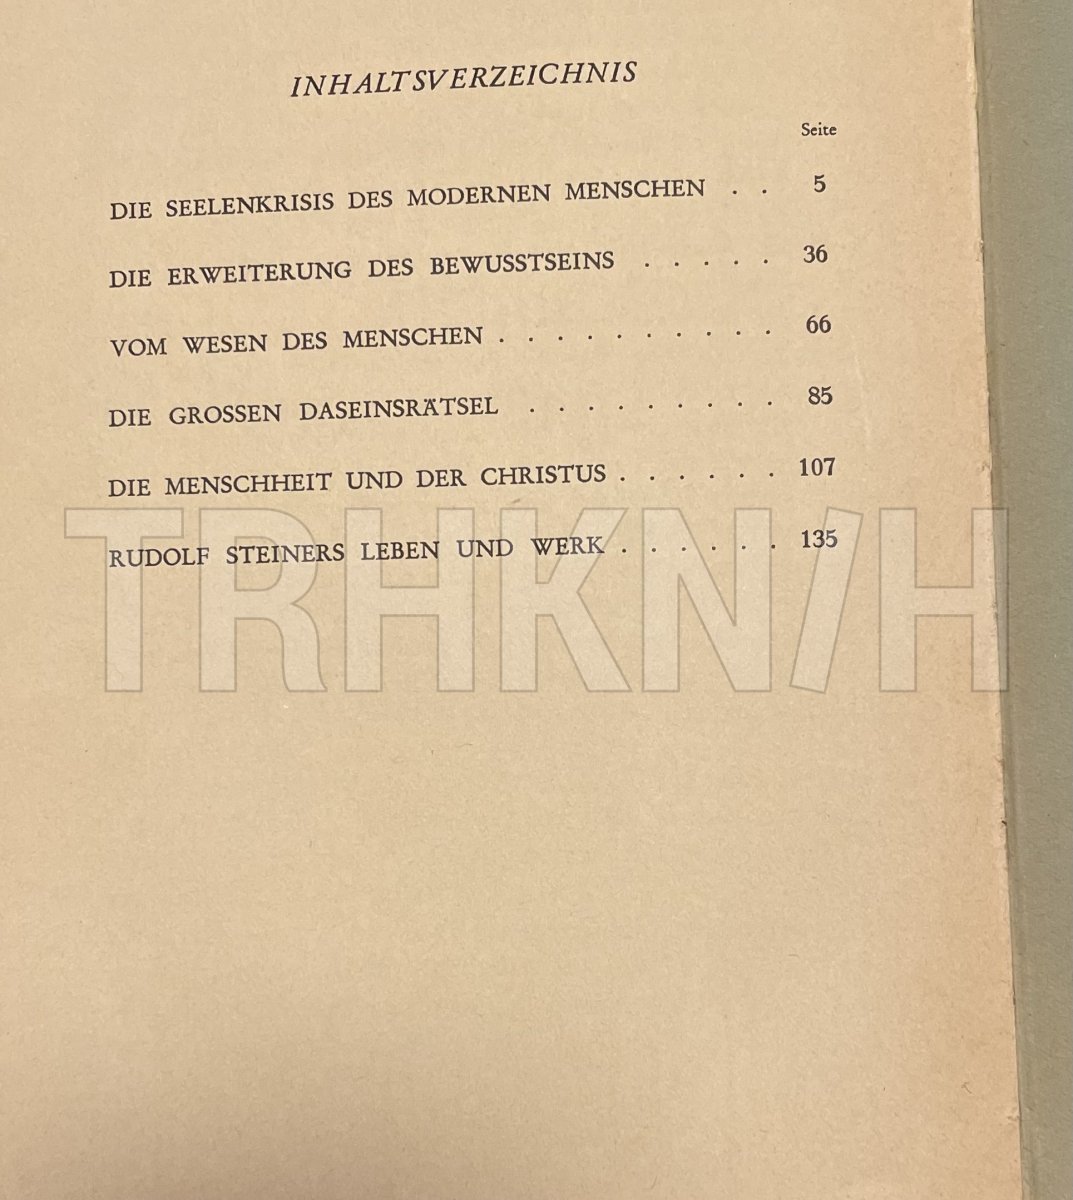 INHALTSVERZEICHNIS
Seite
DIE SEELENKRISIS DES MODERNEN MENSCHEN . . 5
DIE ERWEITERUNG DES BEWUSSTSEINS . . . . . 36
VOM WESEN DES MENSCHEN . . . . . . . . . . 66
DIE GROSSEN DASEINSRÄTSEL . . . . . . . . . 85
DIE MENSCHHEIT UND DER CHRISTUS . . . . . . 107
RUDOLF STEINERS LEBEN UND WERK . . . . . . 135
TRHKN/H